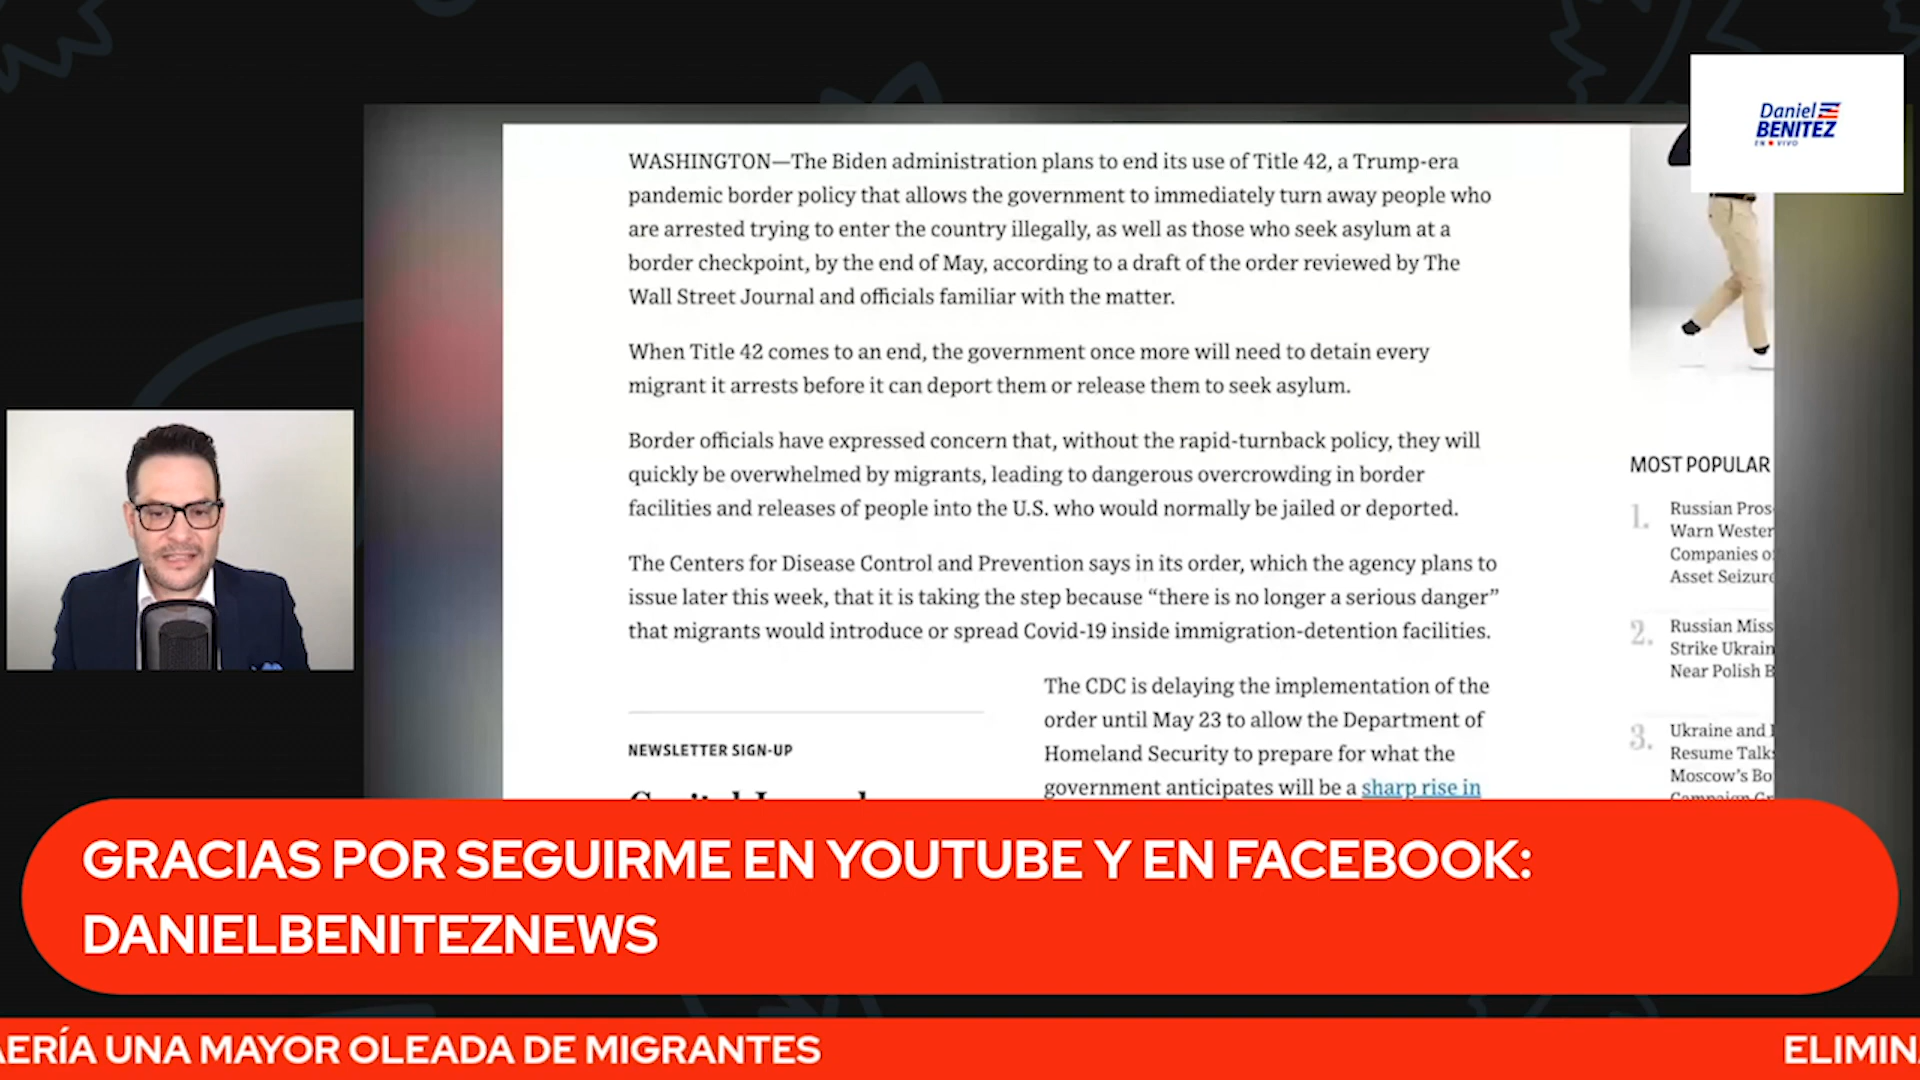 Daniel
BENITEZ
EN VIVO
WASHINGTON—The Biden administration plans to end its use of Title 42, a Trump-era
pandemic border policy that allows the government to immediately turn away people who
are arrested trying to enter the country illegally, as well as those who seek asylum at a
border checkpoint, by the end of May, according to a draft of the order reviewed by The
Wall Street Journal and officials familiar with the matter.
When Title 42 comes to an end, the government once more will need to detain every
migrant it arrests before it can deport them or release them to seek asylum.
Border officials have expressed concern that, without the rapid-turnback policy, they will
quickly be overwhelmed by migrants, leading to dangerous overcrowding in border
facilities and releases of people into the U.S. who would normally be jailed or deported.
The Centers for Disease Control and Prevention says in its order, which the agency plans to
issue later this week, that it is taking the step because “there is no longer a serious danger”
that migrants would introduce or spread Covid-19 inside immigration-detention facilities.
The CDC is delaying the implementation of the
order until May 23 to allow the Department of
Homeland Security to prepare for what the
government anticipates will be a sharp rise in
NEWSLETTER SIGN-UP
MOST POPULAR
1.
Russian Pros
Warn Wester
Companies o
Asset Seizure
2.
Russian Miss
Strike Ukrain
Near Polish B
3.
Ukraine and
Resume Talk
Moscow’s Bo
GRACIAS POR SEGUIRME EN YOUTUBE Y EN FACEBOOK:
DANIELBENITEZNEWS
AERÍA UNA MAYOR OLEADA DE MIGRANTES
ELIMIN